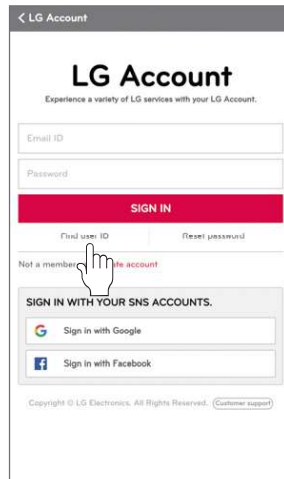 < LG Account
LG Account
Experience a variety of LG services with your LG Account.
Email ID
Password
SIGN IN
Find user ID Reset password
Not a member ate account
SIGN IN WITH YOUR SNS ACCOUNTS.
G Sign in with Google
f Sign in with Facebook
Copyright © LG Electronics. All Rights Reserved. Customer support